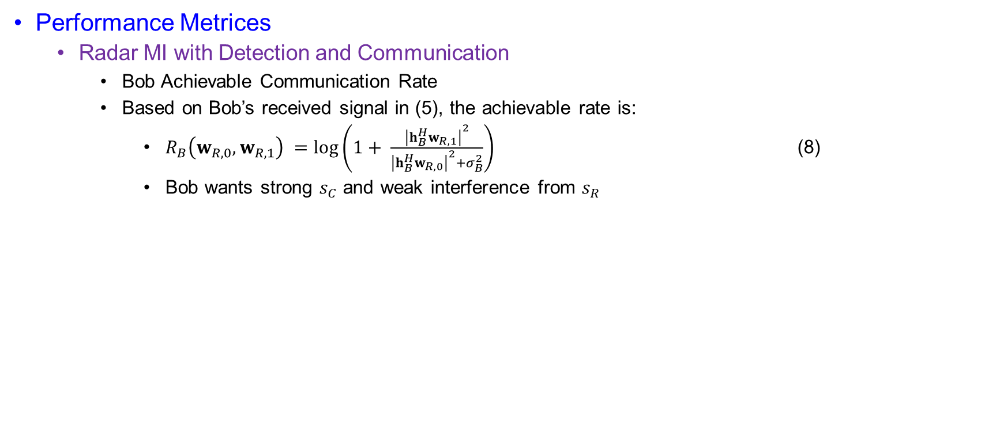 • Performance Metrices
• Radar MI with Detection and Communication
• Bob Achievable Communication Rate
• Based on Bob’s received signal in (5), the achievable rate is:
• R_B(𝐰_{R,0}, 𝐰_{R,1}) = log(1 + |𝐡_B^H 𝐰_{R,1}|^2 / (|𝐡_B^H 𝐰_{R,0}|^2 + σ_B^2)) (8)
• Bob wants strong s_C and weak interference from s_R